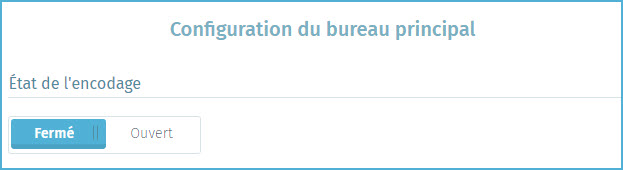 Configuration du bureau principal
État de l'encodage
Fermé Ouvert